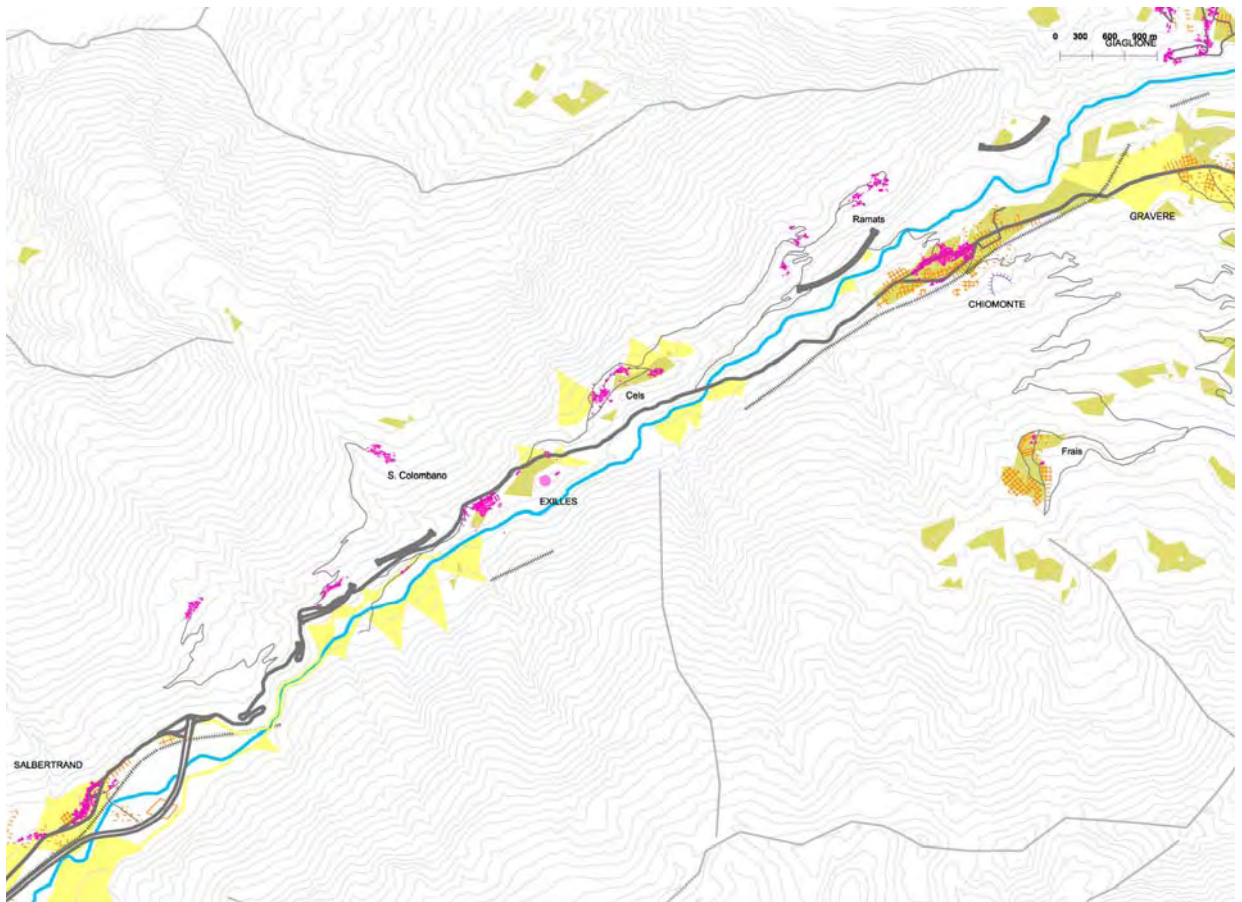 0 300 600 900 m
GIAGLIONE
Ramats
GRAVERE
CHIOMONTE
Cels
Frais
S. Colombano
EXILLES
SALBERTRAND